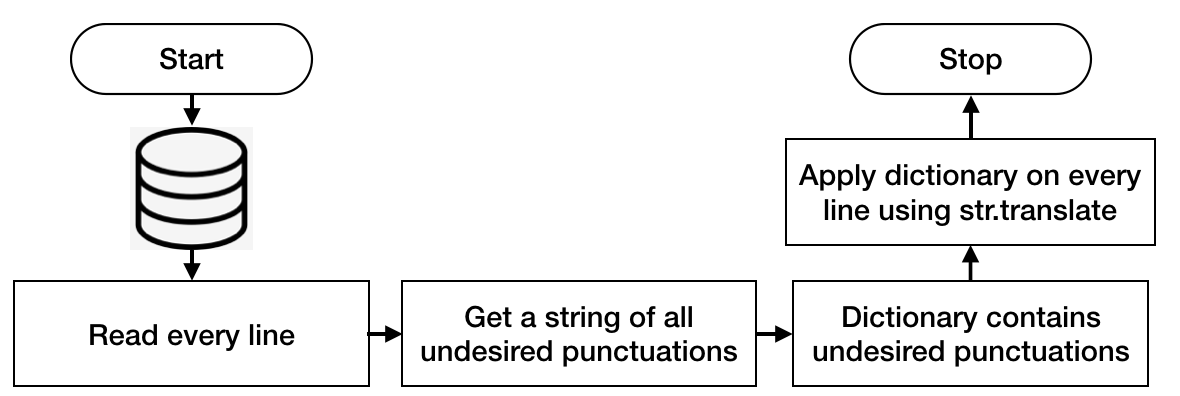 Start
Read every line
Get a string of all
undesired punctuations
Dictionary contains
undesired punctuations
Apply dictionary on every
line using str.translate
Stop